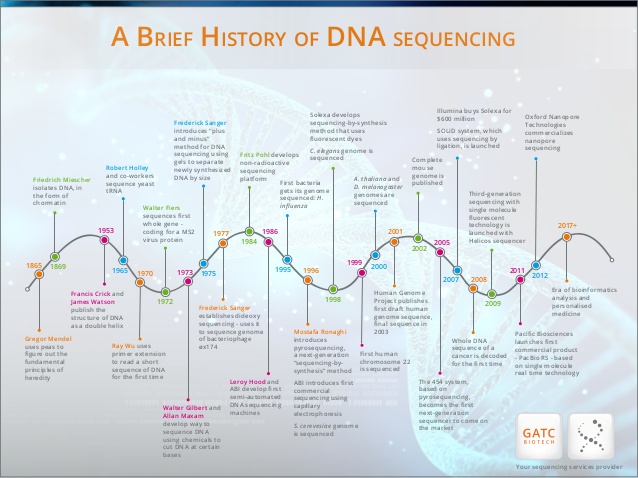 A BRIEF HISTORY OF DNA SEQUENCING
1865
Gregor Mendel
uses peas to
figure out the
fundamental
principles of
heredity
Friedrich Miescher
isolates DNA, in
the form of
chromatin
1869
1953
Francis Crick and
James Watson
publish the
structure of DNA
as a double helix
Robert Holley
and co-workers
sequence yeast
tRNA
1965
1970
Ray Wu uses
primer extension
to read a short
sequence of DNA
for the first time
Walter Fiers
sequences first
whole gene -
coding for a MS2
virus protein
1972
1973
Walter Gilbert and
Allan Maxam
develop way to
sequence DNA
using chemicals to
cut DNA at certain
bases
Frederick Sanger
introduces "plus
and minus"
method for DNA
sequencing using
gels to separate
newly synthesized
DNA by size
1975
1977
Frederick Sanger
establishes dideoxy
sequencing - uses it
to sequence genome
of bacteriophage
ex174
Fritz Pohl develops
non-radioactive
sequencing
platform
1984
1986
Leroy Hood and
ABI develop first
semi-automated
DNA sequencing
machines
First bacteria
gets its genome
sequenced: H.
influenza
1995
1996
Mostafa Ronaghi
introduces
pyrosequencing,
a next-generation
"sequencing-by-
synthesis" method
ABI introduces first
commercial
sequencing using
capillary
electrophoresis
S. cerevesiae genome
is sequenced
Solexa develops
sequencing-by-synthesis
method that uses
fluorescent dyes
C. elegans genome is
sequenced
1998
1999
First human
chromosome 22
is sequenced
A. thaliana and
D. malanogaster
genomes are
sequenced
2000
2001
Human Genome
Project publishes
first draft human
genome sequence,
final sequence in
2003
Complete
mouse
genome is
published
2002
2005
The 454 system,
based on
pyrosequencing,
becomes the first
next-generation
sequencer to come on
the market
Illumina buys Solexa for
$600 million
SOLiD system, which
uses sequencing by
ligation, is launched
2007
2008
Whole DNA
sequence of a
cancer is decoded
for the first time
Third-generation
sequencing with
single molecule
fluorescent
technology is
launched with
Helicos sequencer
2009
2011
Pacific Biosciences
launches first
commercial product
- PacBio RS - based
on single molecule
real time technology
Oxford Nanopore
Technologies
commercializes
nanopore
sequencing
2012
2017+
Era of bioinformatics
analysis and
personalised
medicine
GATC
BIOTECH
Your sequencing services provider